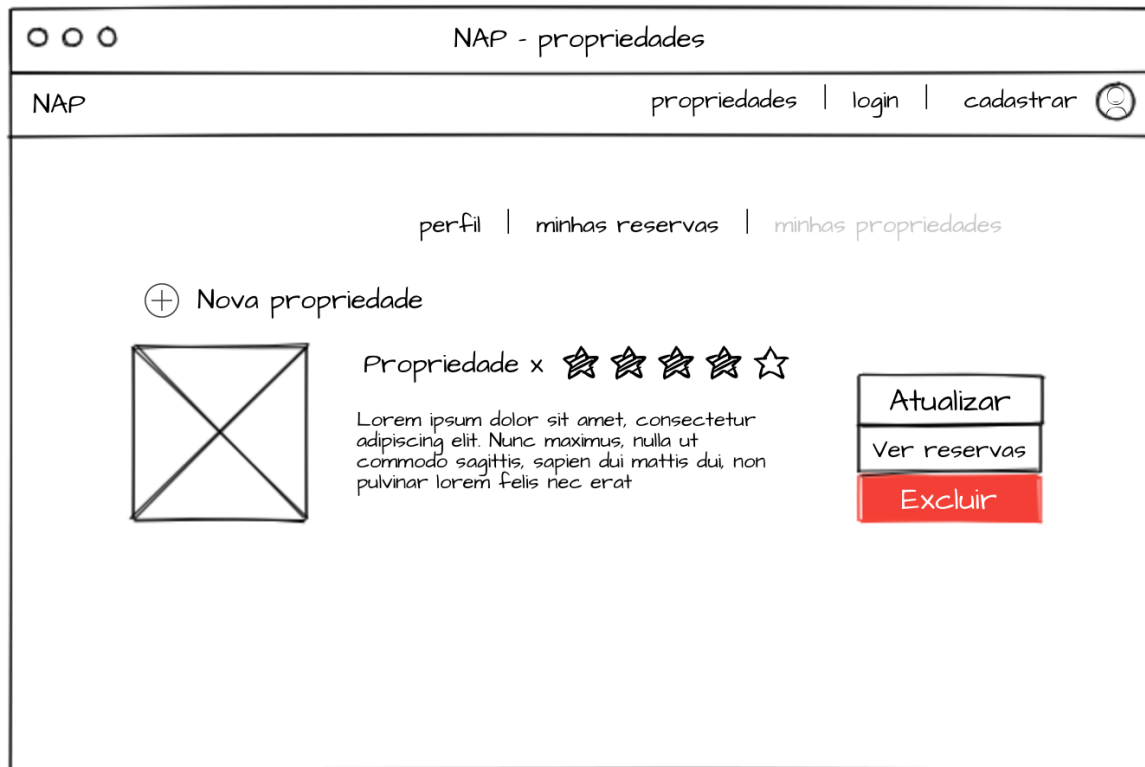 NAP - propriedades
NAP
propriedades | login | cadastrar
perfil | minhas reservas | minhas propriedades
Nova propriedade
Propriedade x
Lorem ipsum dolor sit amet, consectetur
adipiscing elit. Nunc maximus, nulla ut
commodo sagittis, sapien dui mattis dui, non
pulvinar lorem felis nec erat
Atualizar
Ver reservas
Excluir